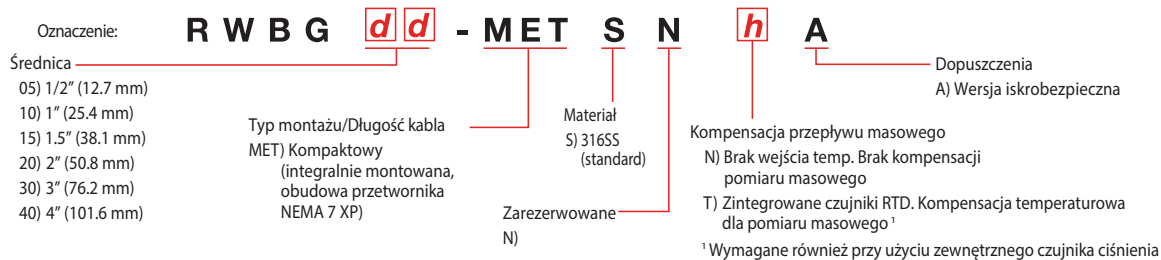 Oznaczenie: RWBG dd - MET S N h A
Średnica
05) 1/2” (12.7 mm)
10) 1” (25.4 mm)
15) 1.5” (38.1 mm)
20) 2” (50.8 mm)
30) 3” (76.2 mm)
40) 4” (101.6 mm)
Typ montażu/Długość kabla
MET) Kompaktowy
(integralnie montowana,
obudowa przetwornika
NEMA 7 XP)
Materiał
S) 316SS
(standard)
Zarezerwowane
N)
Kompensacja przepływu masowego
N) Brak wejścia temp. Brak kompensacji
pomiaru masowego
T) Zintegrowane czujniki RTD. Kompensacja temperaturowa
dla pomiaru masowego ¹
¹ Wymagane również przy użyciu zewnętrznego czujnika ciśnienia
Dopuszczenia
A) Wersja iskrobezpieczna